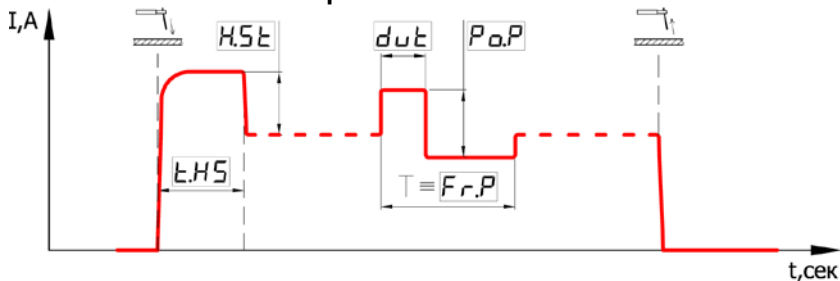 I,A
H.St
dut
Po.P
t.HS
T ≡ Fr.P
t,сек